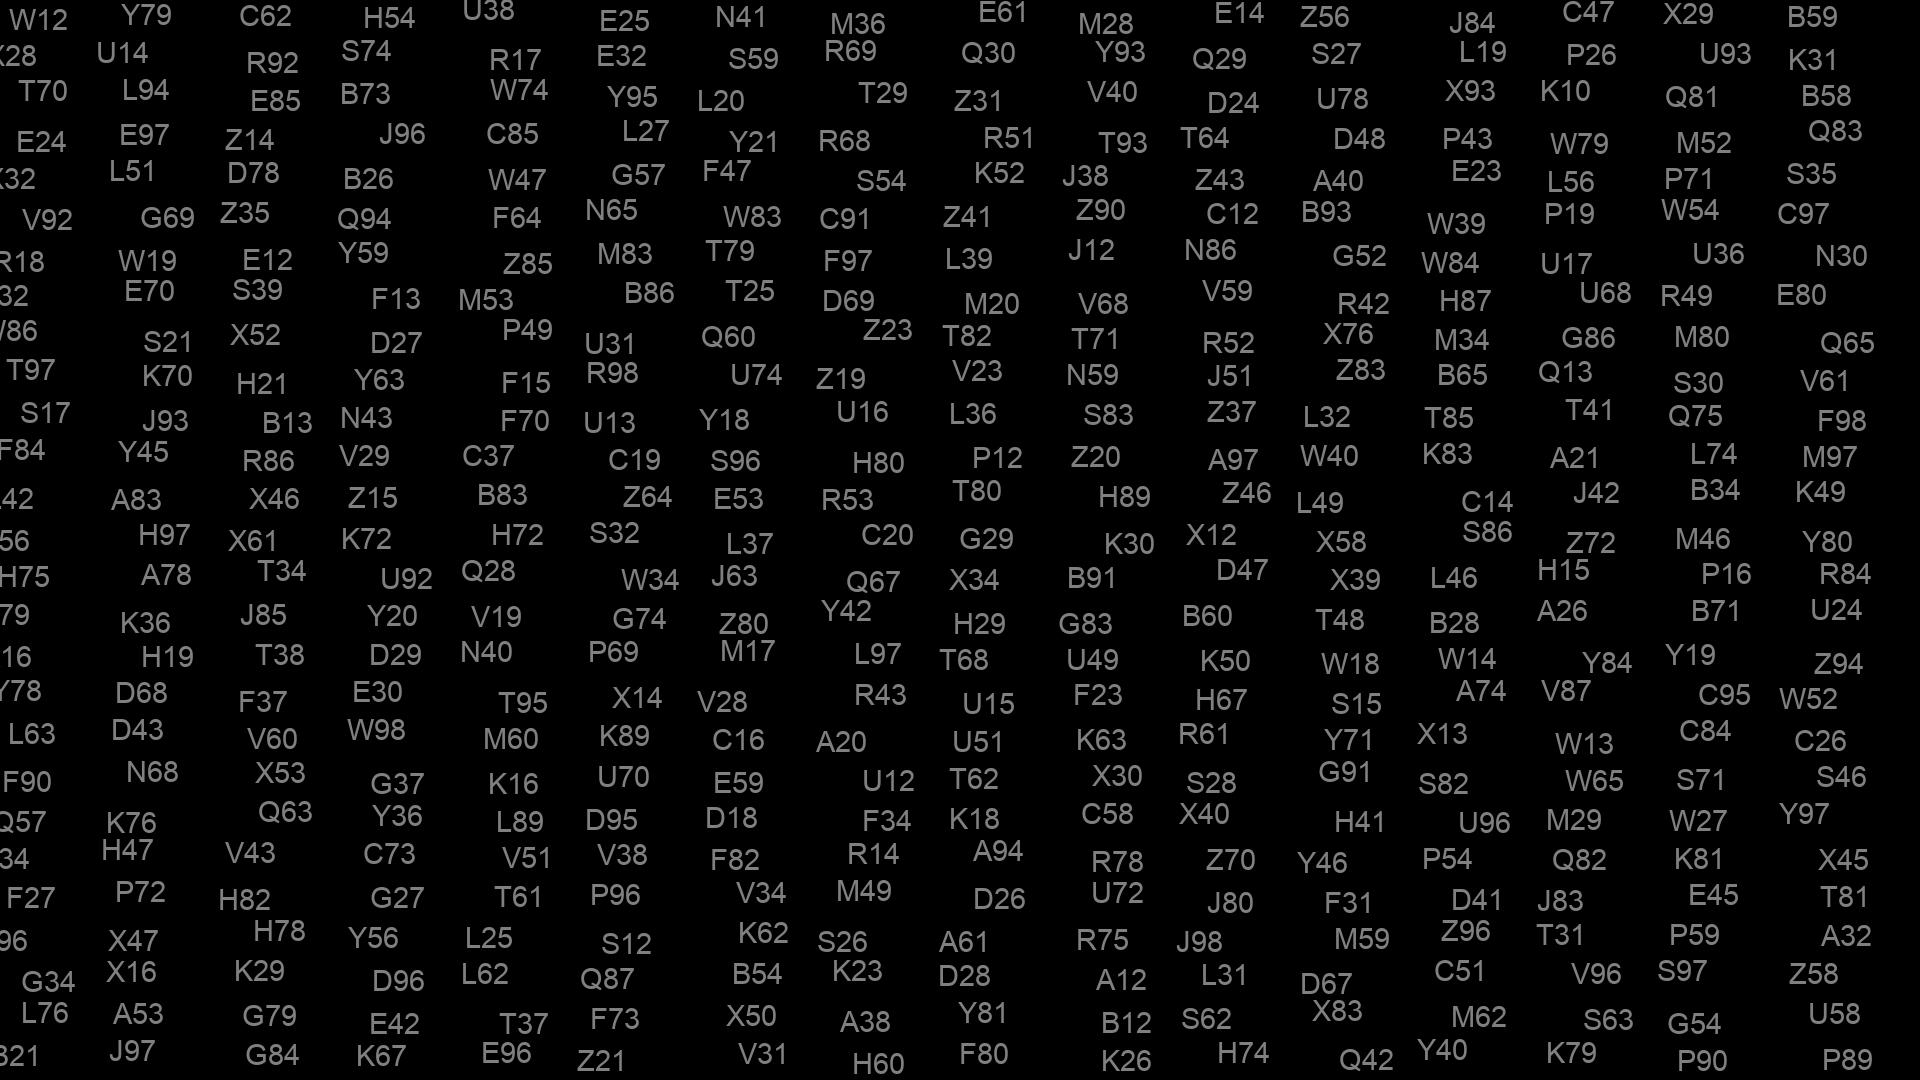 W12 Y79 C62 H54 U38 E25 N41 M36 E61 M28 E14 Z56 J84 C47 X29 B59
U14 R92 S74 R17 E32 S59 R69 Q30 Y93 Q29 S27 L19 P26 U93 K31
T70 L94 E85 B73 W74 Y95 L20 T29 Z31 V40 D24 U78 X93 K10 Q81 B58
E24 E97 Z14 J96 C85 L27 Y21 R68 R51 T93 T64 D48 P43 W79 M52 Q83
L51 D78 B26 W47 G57 F47 S54 K52 J38 Z43 A40 E23 L56 P71 S35
V92 G69 Z35 Q94 F64 N65 W83 C91 Z41 Z90 C12 B93 W39 P19 W54 C97
R18 W19 E12 Y59 Z85 M83 T79 F97 L39 J12 N86 G52 W84 U17 U36 N30
32 E70 S39 F13 M53 B86 T25 D69 M20 V68 V59 R42 H87 U68 R49 E80
86 S21 X52 D27 P49 U31 Q60 Z23 T82 T71 R52 X76 M34 G86 M80 Q65
T97 K70 H21 Y63 F15 R98 U74 Z19 V23 N59 J51 Z83 B65 Q13 S30 V61
S17 J93 B13 N43 F70 U13 Y18 U16 L36 S83 Z37 L32 T85 T41 Q75 F98
F84 Y45 R86 V29 C37 C19 S96 H80 P12 Z20 A97 W40 K83 A21 L74 M97
42 A83 X46 Z15 B83 Z64 E53 R53 T80 H89 Z46 L49 C14 J42 B34 K49
56 H97 X61 K72 H72 S32 L37 C20 G29 K30 X12 X58 S86 Z72 M46 Y80
H75 A78 T34 U92 Q28 W34 J63 Q67 X34 B91 D47 X39 L46 H15 P16 R84
79 K36 J85 Y20 V19 G74 Z80 Y42 H29 G83 B60 T48 B28 A26 B71 U24
16 H19 T38 D29 N40 P69 M17 L97 T68 U49 K50 W18 W14 Y84 Y19 Z94
Y78 D68 F37 E30 T95 X14 V28 R43 U15 F23 H67 S15 A74 V87 C95 W52
L63 D43 V60 W98 M60 K89 C16 A20 U51 K63 R61 Y71 X13 W13 C84 C26
F90 N68 X53 G37 K16 U70 E59 U12 T62 X30 S28 G91 S82 W65 S71 S46
Q57 K76 Q63 Y36 L89 D95 D18 F34 K18 C58 X40 H41 U96 M29 W27 Y97
34 H47 V43 C73 V51 V38 F82 R14 A94 R78 Z70 Y46 P54 Q82 K81 X45
F27 P72 H82 G27 T61 P96 V34 M49 D26 U72 J80 F31 D41 J83 E45 T81
96 X47 H78 Y56 L25 S12 K62 S26 A61 R75 J98 M59 Z96 T31 P59 A32
G34 X16 K29 D96 L62 Q87 B54 K23 D28 A12 L31 D67 C51 V96 S97 Z58
L76 A53 G79 E42 T37 F73 X50 A38 Y81 B12 S62 X83 M62 S63 G54 U58
B21 J97 G84 K67 E96 Z21 V31 H60 F80 K26 H74 Q42 Y40 K79 P90 P89